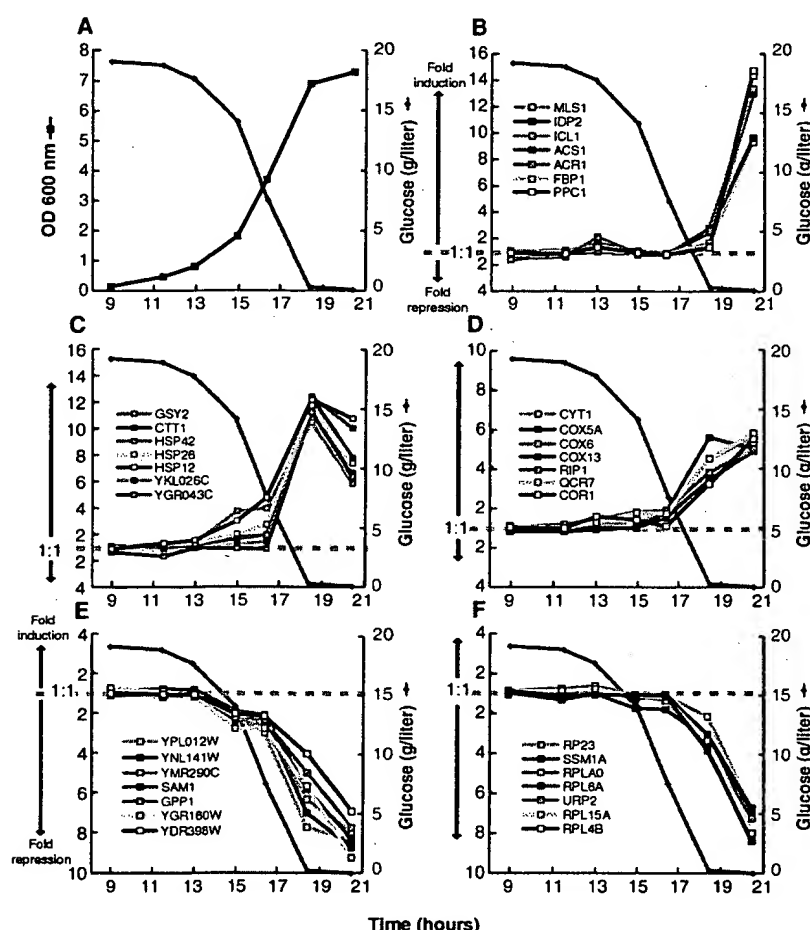 A
OD 600 nm
8
7
6
5
4
3
2
1
0
20
15
10
5
0
Glucose (g/liter)
9 11 13 15 17 19 21
B
Fold induction
1:1
Fold repression
16
14
12
10
8
6
4
2
2
4
MLS1
IDP2
ICL1
ACS1
ACR1
FBP1
PPC1
20
15
10
5
0
Glucose (g/liter)
9 11 13 15 17 19 21
C
1:1
16
14
12
10
8
6
4
2
2
4
GSY2
CTT1
HSP42
HSP26
HSP12
YKL026C
YGR043C
20
15
10
5
0
Glucose (g/liter)
9 11 13 15 17 19 21
D
1:1
10
8
6
4
2
2
4
CYT1
COX5A
COX6
COX13
RIP1
QCR7
COR1
20
15
10
5
0
Glucose (g/liter)
9 11 13 15 17 19 21
E
Fold induction
1:1
Fold repression
4
2
2
4
6
8
10
YPL012W
YNL141W
YMR290C
SAM1
GPP1
YGR160W
YDR398W
20
15
10
5
0
Glucose (g/liter)
9 11 13 15 17 19 21
F
1:1
4
2
2
4
6
8
10
RP23
SSM1A
RPLA0
RPL6A
URP2
RPL15A
RPL4B
20
15
10
5
0
Glucose (g/liter)
9 11 13 15 17 19 21
Time (hours)